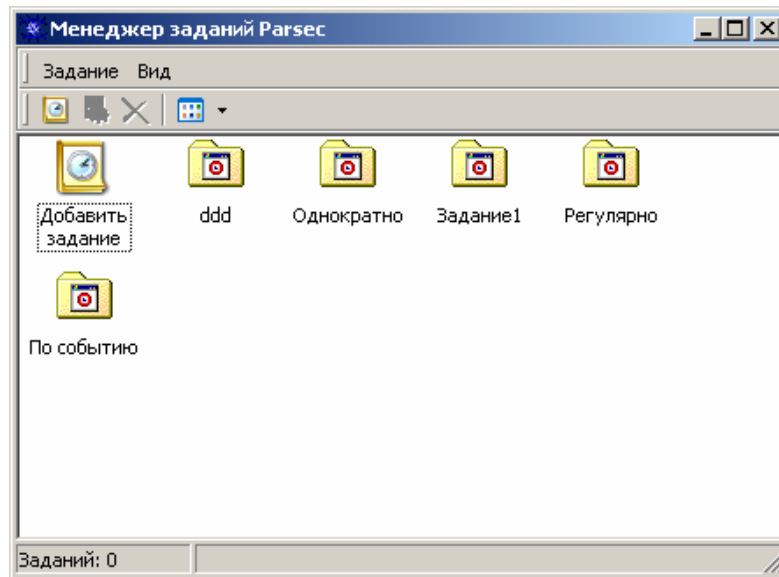 Менеджер заданий Parsec
Задание Вид
Добавить задание
ddd
Однократно
Задание1
Регулярно
По событию
Заданий: 0